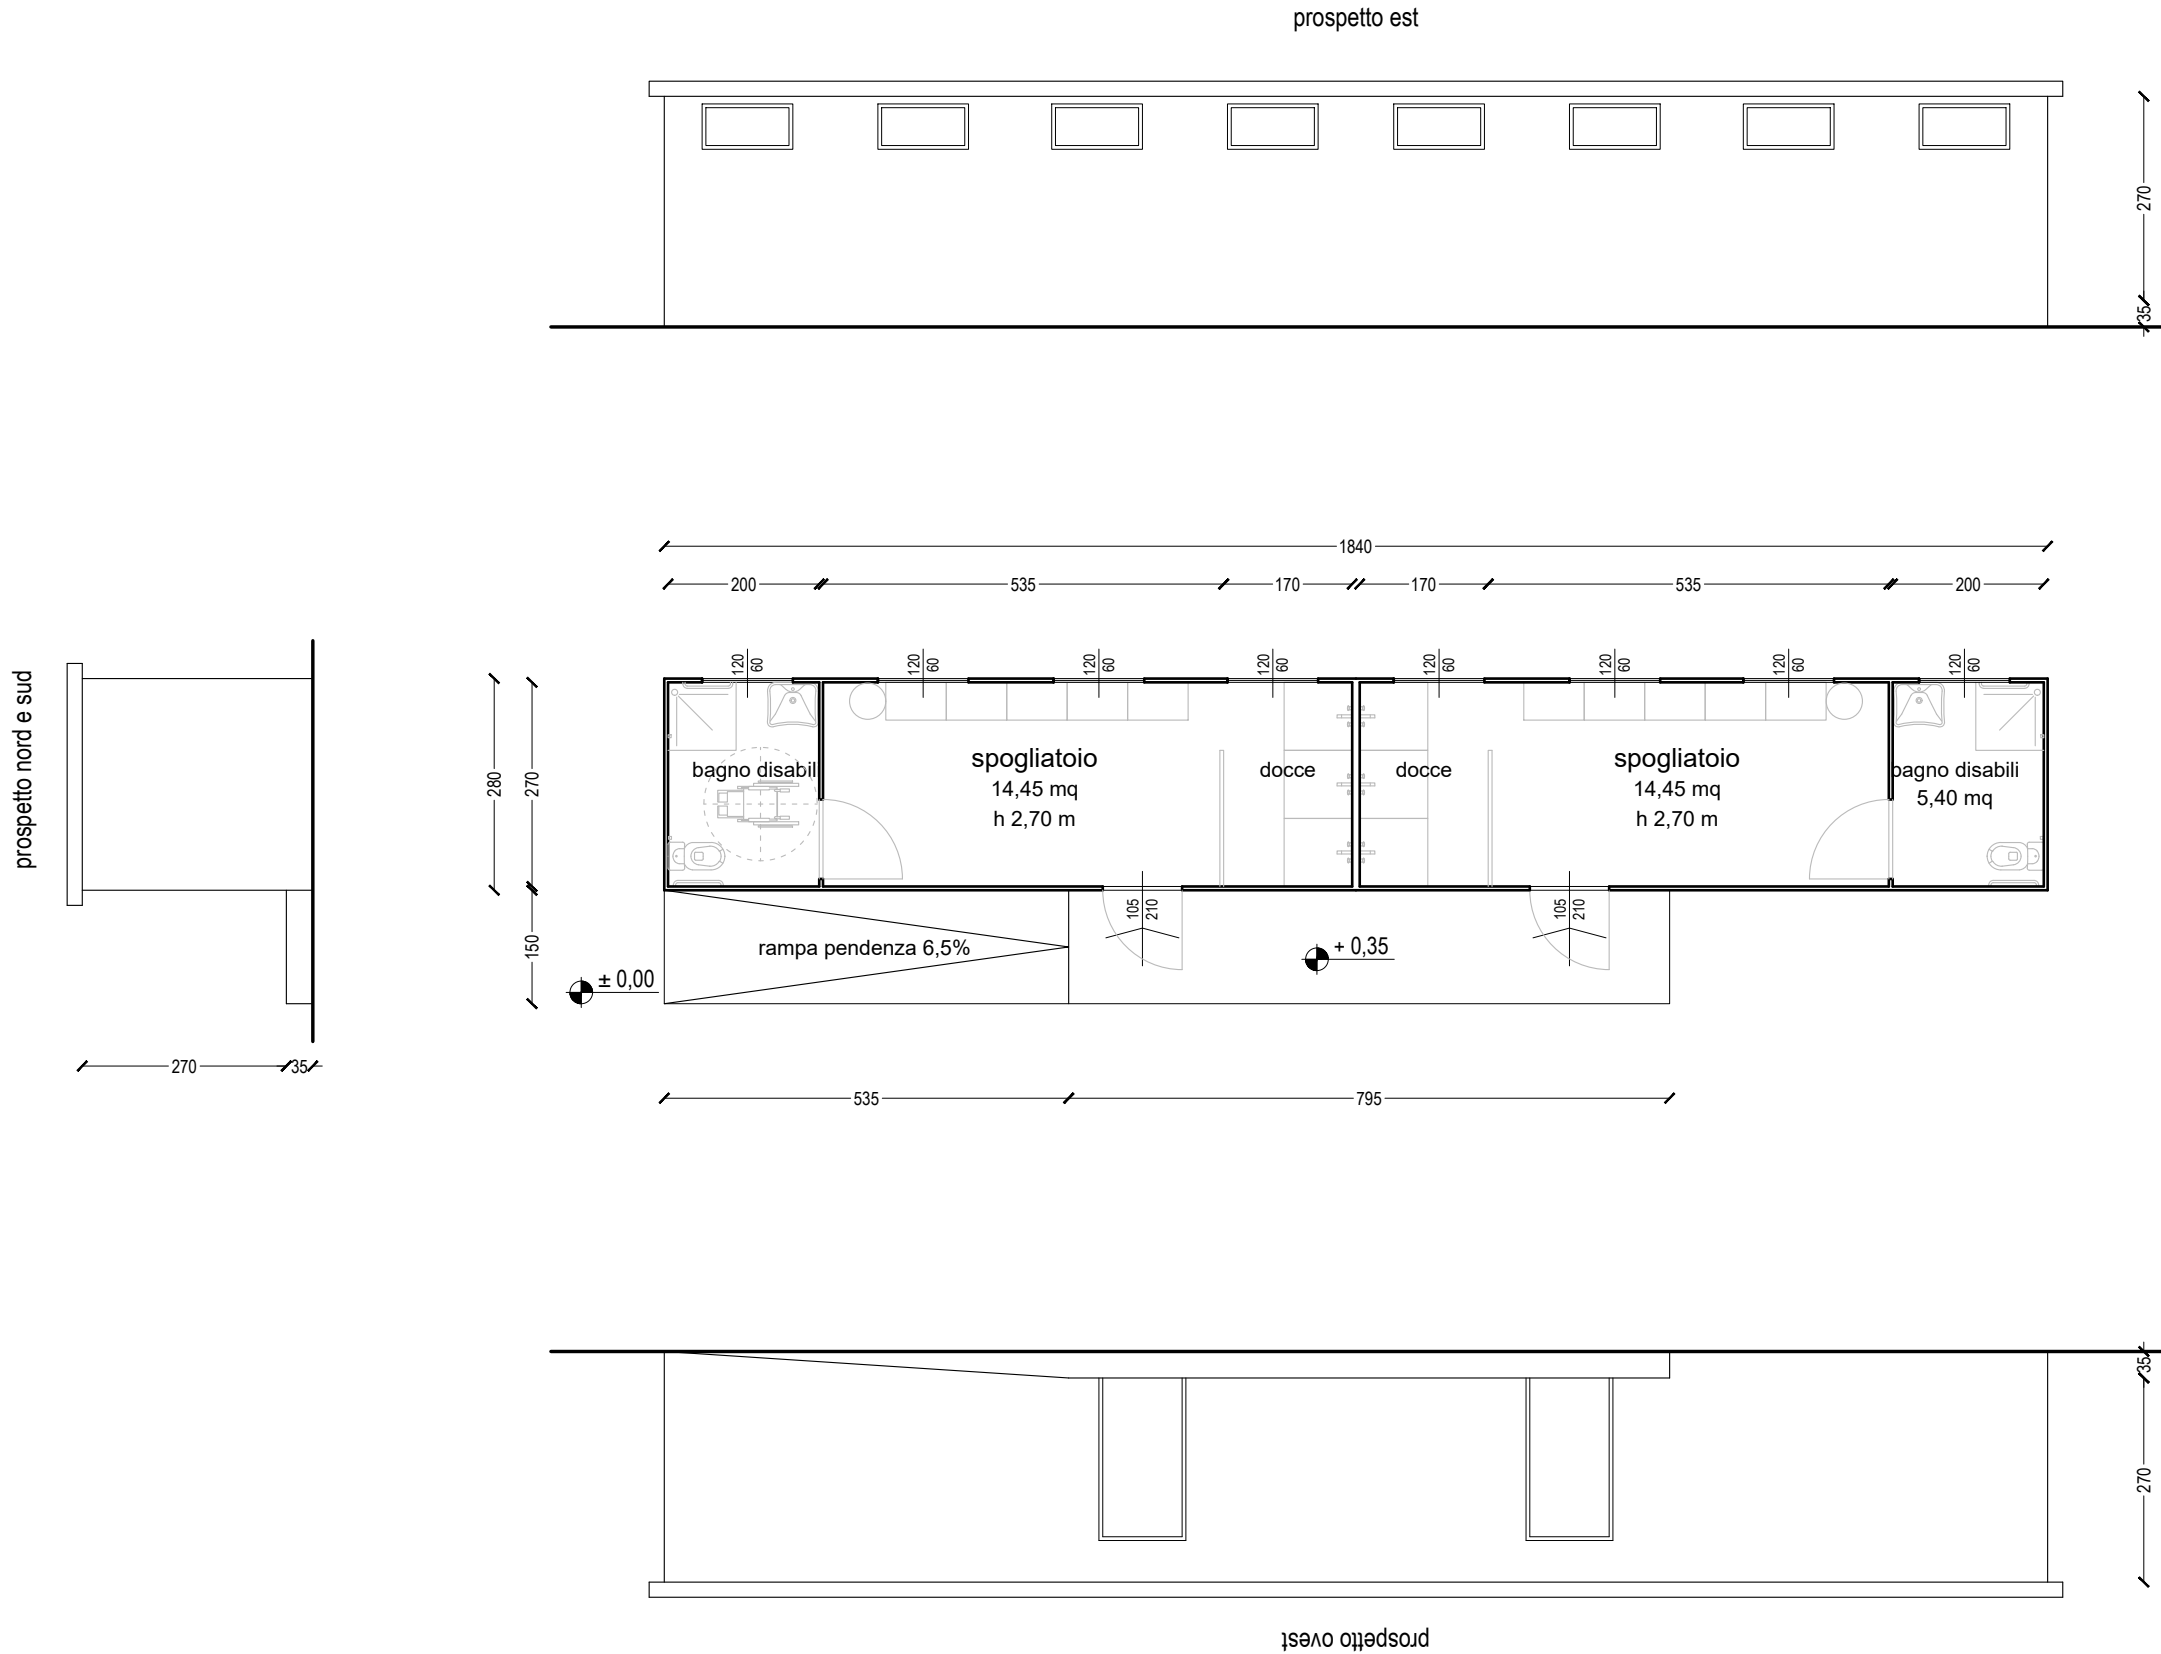 prospetto est
270
35
1840
200
535
170
170
535
200
120
60
120
60
120
60
120
60
120
60
120
60
120
60
120
60
prospetto nord e sud
280
270
150
bagno disabil
spogliatoio
14,45 mq
h 2,70 m
docce
docce
spogliatoio
14,45 mq
h 2,70 m
bagno disabili
5,40 mq
105
210
105
210
rampa pendenza 6,5%
+ 0,35
± 0,00
270
35
535
795
35
270
prospetto ovest